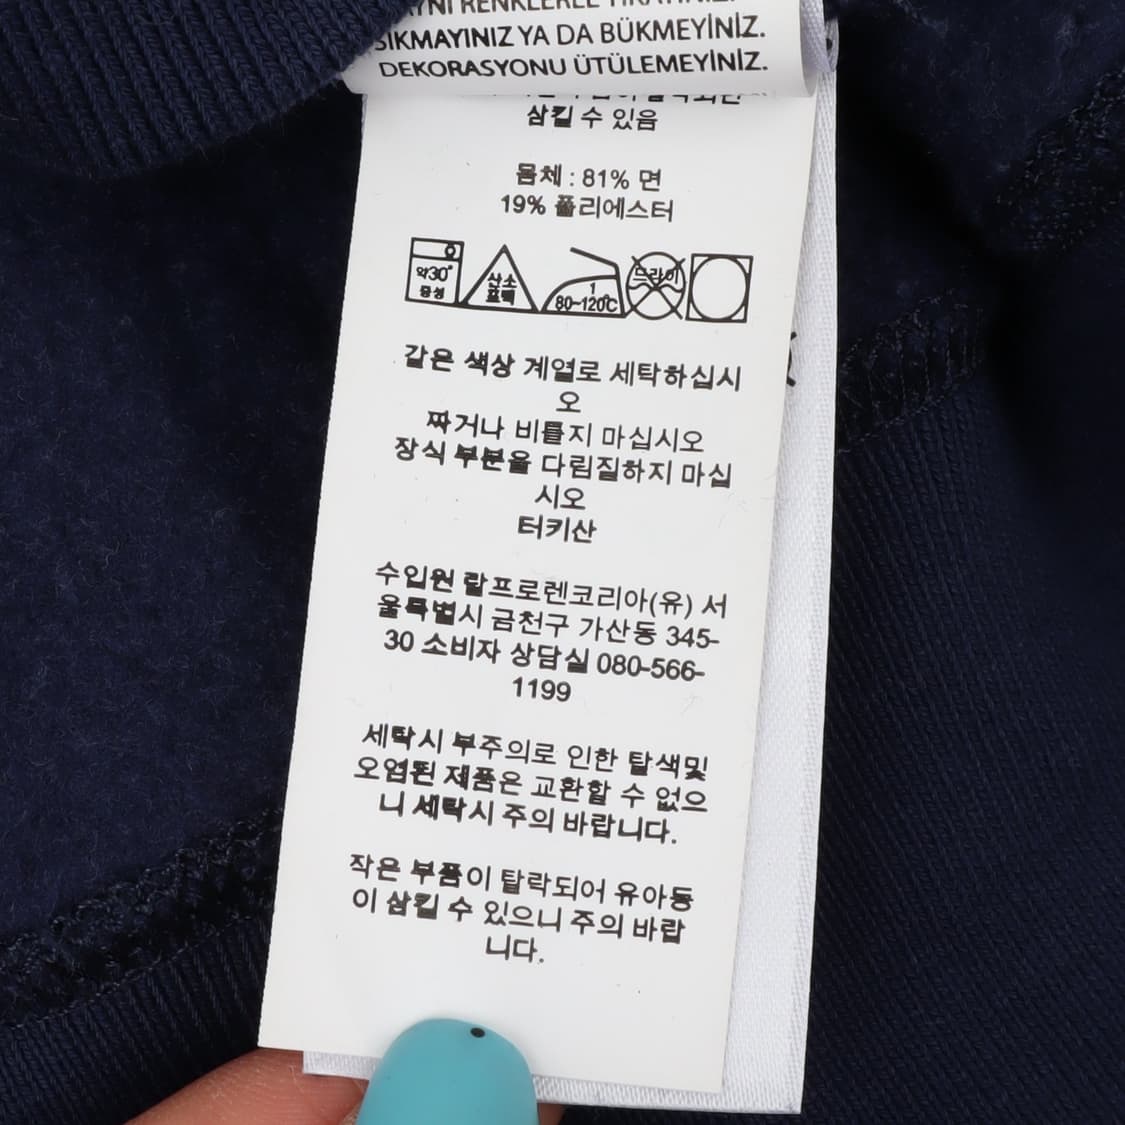 AYNI RENKLERLE YIKAYINIZ.
SIKMAYINIZ YA DA BÜKMEYİNİZ.
DEKORASYONU ÜTÜLEMEYİNİZ.
삼킬 수 있음
몸체 : 81% 면
19% 폴리에스터
약30°
중성
산소
표백
1
80~120℃
드라이
같은 색상 계열로 세탁하십시
오
짜거나 비틀지 마십시오
장식 부분을 다림질하지 마십
시오
터키산
수입원 랄프로렌코리아(유) 서
울특별시 금천구 가산동 345-
30 소비자 상담실 080-566-
1199
세탁시 부주의로 인한 탈색및
오염된 제품은 교환할 수 없으
니 세탁시 주의 바랍니다.
작은 부품이 탈락되어 유아동
이 삼킬 수 있으니 주의 바랍
니다.